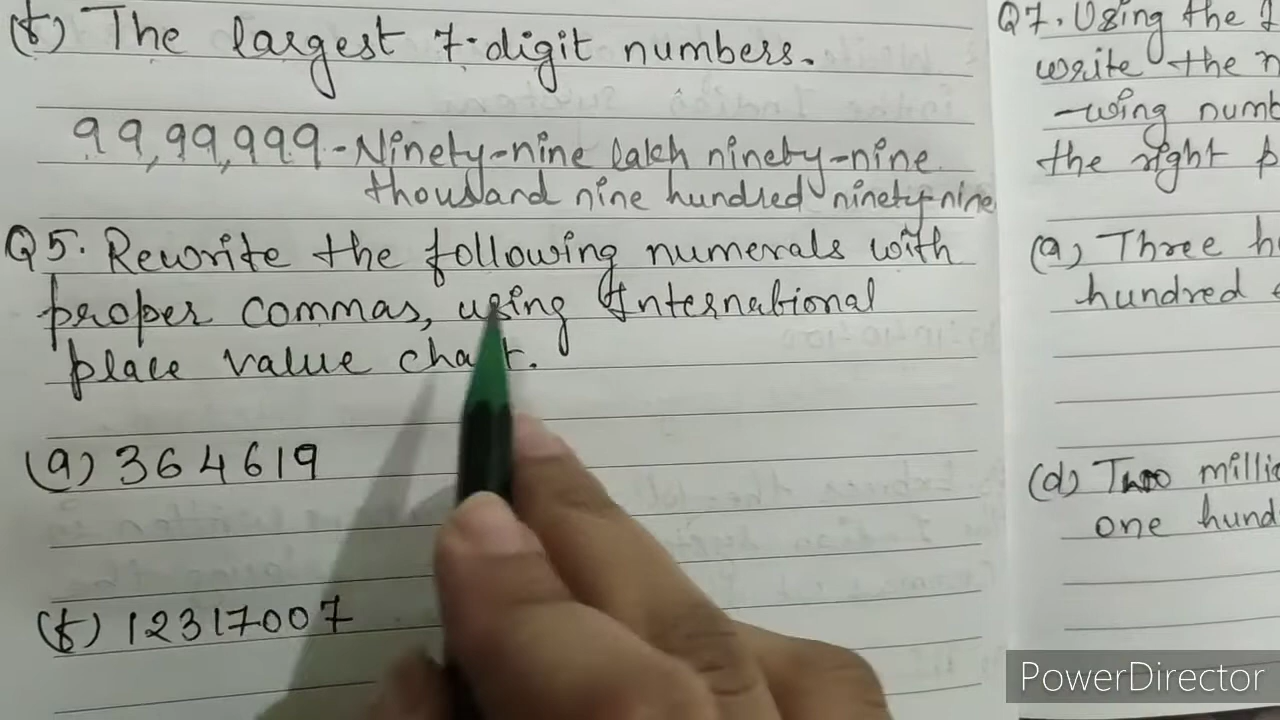 (f) The largest 7-digit numbers.
99,99,999 - Ninety-nine lakh ninety-nine
thousand nine hundred ninety-nine
Q5. Rewrite the following numerals with
proper commas, using International
place value chart.
(a) 364619
(f) 12317007
Q7. Using the
write the
-wing numb
the right p
(a) Three h
hundred
(d) Two millio
one hund
PowerDirector